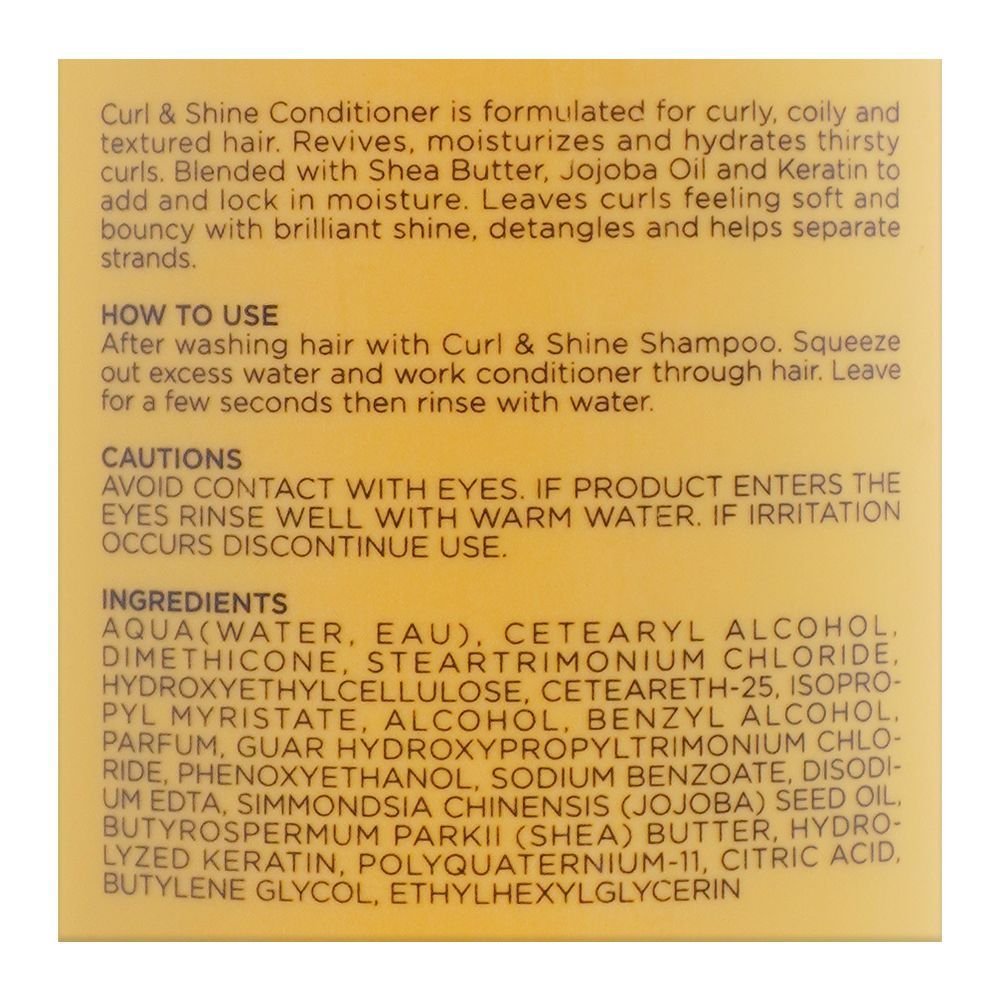 Curl & Shine Conditioner is formulated for curly, coily and
textured hair. Revives, moisturizes and hydrates thirsty
curls. Blended with Shea Butter, Jojoba Oil and Keratin to
add and lock in moisture. Leaves curls feeling soft and
bouncy with brilliant shine, detangles and helps separate
strands.
HOW TO USE
After washing hair with Curl & Shine Shampoo. Squeeze
out excess water and work conditioner through hair. Leave
for a few seconds then rinse with water.
CAUTIONS
AVOID CONTACT WITH EYES. IF PRODUCT ENTERS THE
EYES RINSE WELL WITH WARM WATER. IF IRRITATION
OCCURS DISCONTINUE USE.
INGREDIENTS
AQUA(WATER, EAU), CETEARYL ALCOHOL,
DIMETHICONE, STEARTRIMONIUM CHLORIDE,
HYDROXYETHYLCELLULOSE, CETEARETH-25, ISOPRO-
PYL MYRISTATE, ALCOHOL, BENZYL ALCOHOL,
PARFUM, GUAR HYDROXYPROPYLTRIMONIUM CHLO-
RIDE, PHENOXYETHANOL, SODIUM BENZOATE, DISODI-
UM EDTA, SIMMONDSIA CHINENSIS (JOJOBA) SEED OIL,
BUTYROSPERMUM PARKII (SHEA) BUTTER, HYDRO-
LYZED KERATIN, POLYQUATERNIUM-11, CITRIC ACID,
BUTYLENE GLYCOL, ETHYLHEXYLGLYCERIN